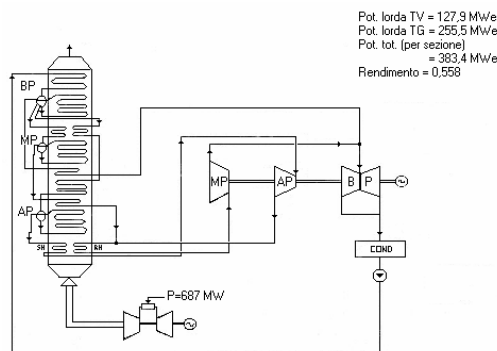 Pot. lorda TV = 127,9 MWe
Pot. lorda TG = 255,5 MWe
Pot. tot. (per sezione)
= 383,4 MWe
Rendimento = 0,558
BP
MP
AP
SH
RH
MP
AP
B
P
COND
P=687 MW